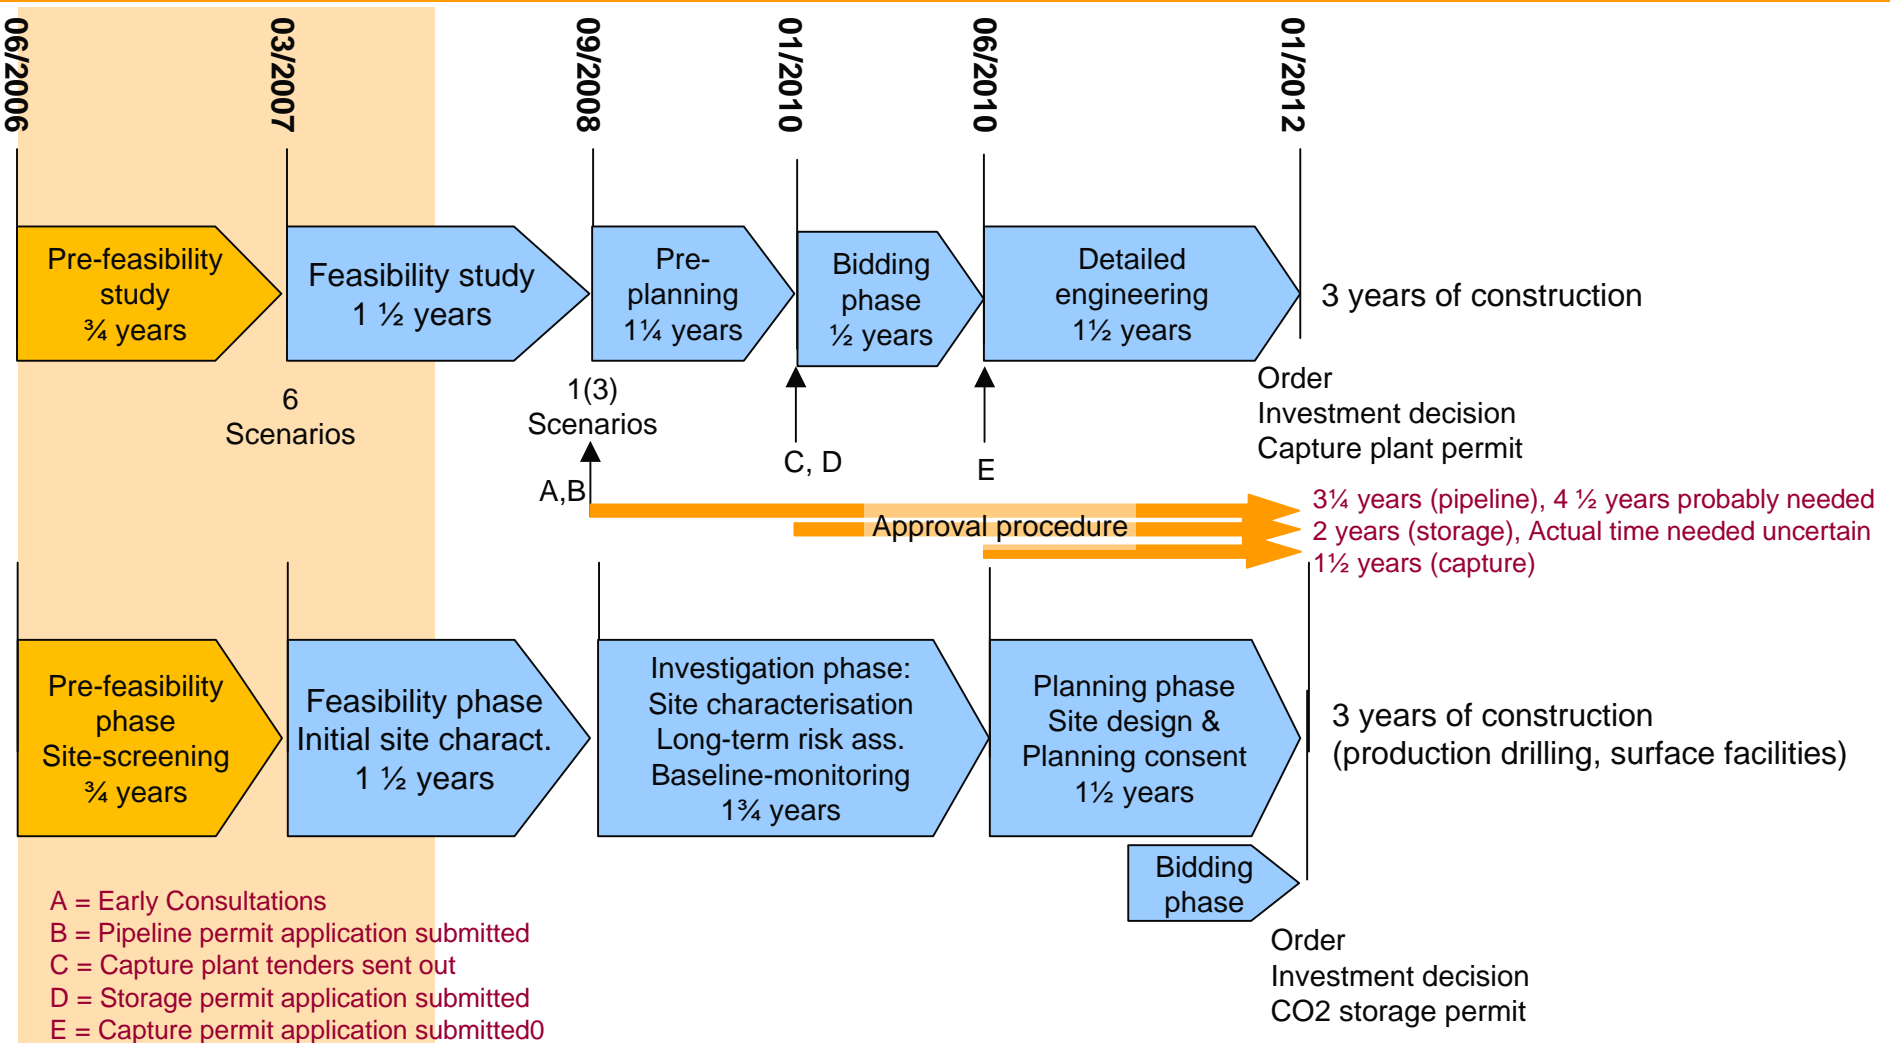 06/2006
03/2007
09/2008
01/2010
06/2010
01/2012
Pre-feasibility
study
¾ years
Feasibility study
1 ½ years
Pre-
planning
1¼ years
Bidding
phase
½ years
Detailed
engineering
1½ years
3 years of construction
6
Scenarios
1(3)
Scenarios
A,B
C, D
E
Order
Investment decision
Capture plant permit
Approval procedure
3¼ years (pipeline), 4 ½ years probably needed
2 years (storage), Actual time needed uncertain
1½ years (capture)
Pre-feasibility
phase
Site-screening
¾ years
Feasibility phase
Initial site charact.
1 ½ years
Investigation phase:
Site characterisation
Long-term risk ass.
Baseline-monitoring
1¾ years
Planning phase
Site design &
Planning consent
1½ years
3 years of construction
(production drilling, surface facilities)
Bidding
phase
Order
Investment decision
CO2 storage permit
A = Early Consultations
B = Pipeline permit application submitted
C = Capture plant tenders sent out
D = Storage permit application submitted
E = Capture permit application submitted0